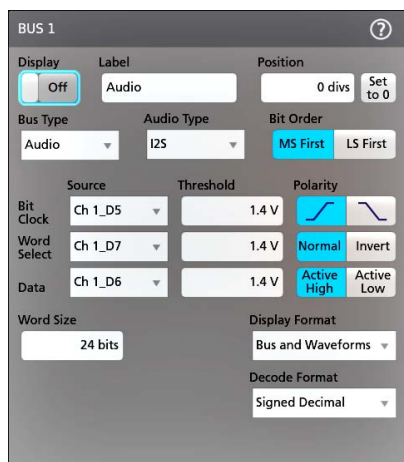 BUS 1 ?
Display Label Position
Off Audio 0 divs Set to 0
Bus Type Audio Type Bit Order
Audio I2S MS First LS First
Source Threshold Polarity
Bit Clock Ch 1_D5 1.4 V
Word Select Ch 1_D7 1.4 V Normal Invert
Data Ch 1_D6 1.4 V Active High Active Low
Word Size Display Format
24 bits Bus and Waveforms
Decode Format
Signed Decimal